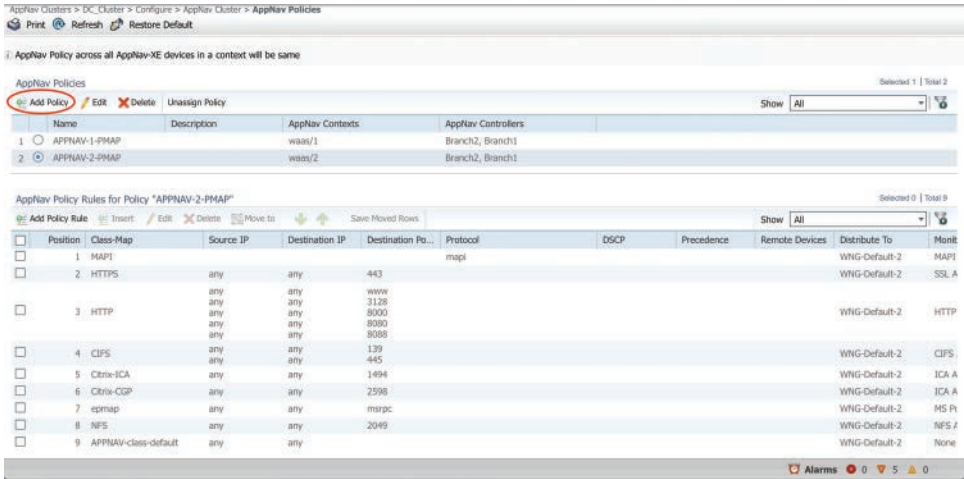 AppNav Clusters > DC_Cluster > Configure > AppNav Cluster > AppNav Policies
Print Refresh Restore Default
AppNav Policy across all AppNav-XE devices in a context will be same
AppNav Policies Selected 1 | Total 2
Add Policy Edit Delete Unassign Policy Show All
Name Description AppNav Contexts AppNav Controllers
1 APPNAV-1-PMAP waas/1 Branch2, Branch1
2 APPNAV-2-PMAP waas/2 Branch2, Branch1
AppNav Policy Rules for Policy "APPNAV-2-PMAP" Selected 0 | Total 9
Add Policy Rule Insert Edit Delete Move to Save Moved Rows Show All
Position Class-Map Source IP Destination IP Destination Po... Protocol DSCP Precedence Remote Devices Distribute To Monit
1 MAPI mapi WNG-Default-2 MAPI
2 HTTPS any any 443 WNG-Default-2 SSL A
any any www
any any 3128
3 HTTP any any 8000 WNG-Default-2 HTTP
any any 8080
any any 8088
4 CIFS any any 139 WNG-Default-2 CIFS
any any 445
5 Citrix-ICA any any 1494 WNG-Default-2 ICA A
6 Citrix-CGP any any 2598 WNG-Default-2 ICA A
7 epmap any any msrpc WNG-Default-2 MS P
8 NFS any any 2049 WNG-Default-2 NFS A
9 APPNAV-class-default any any WNG-Default-2 None
Alarms 0 5 0